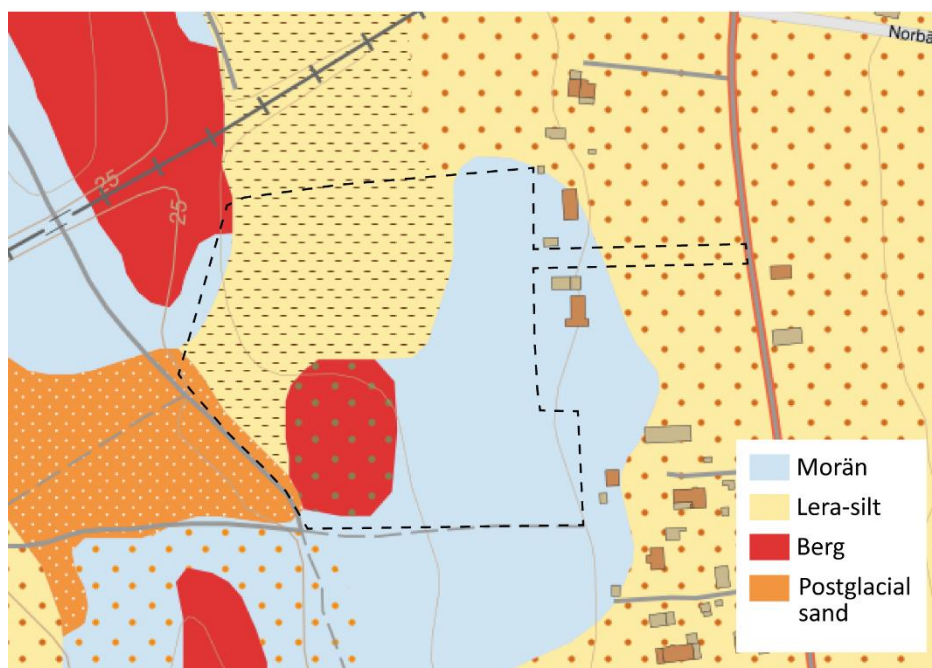 Norbä
25
25
Morän
Lera-silt
Berg
Postglacial
sand